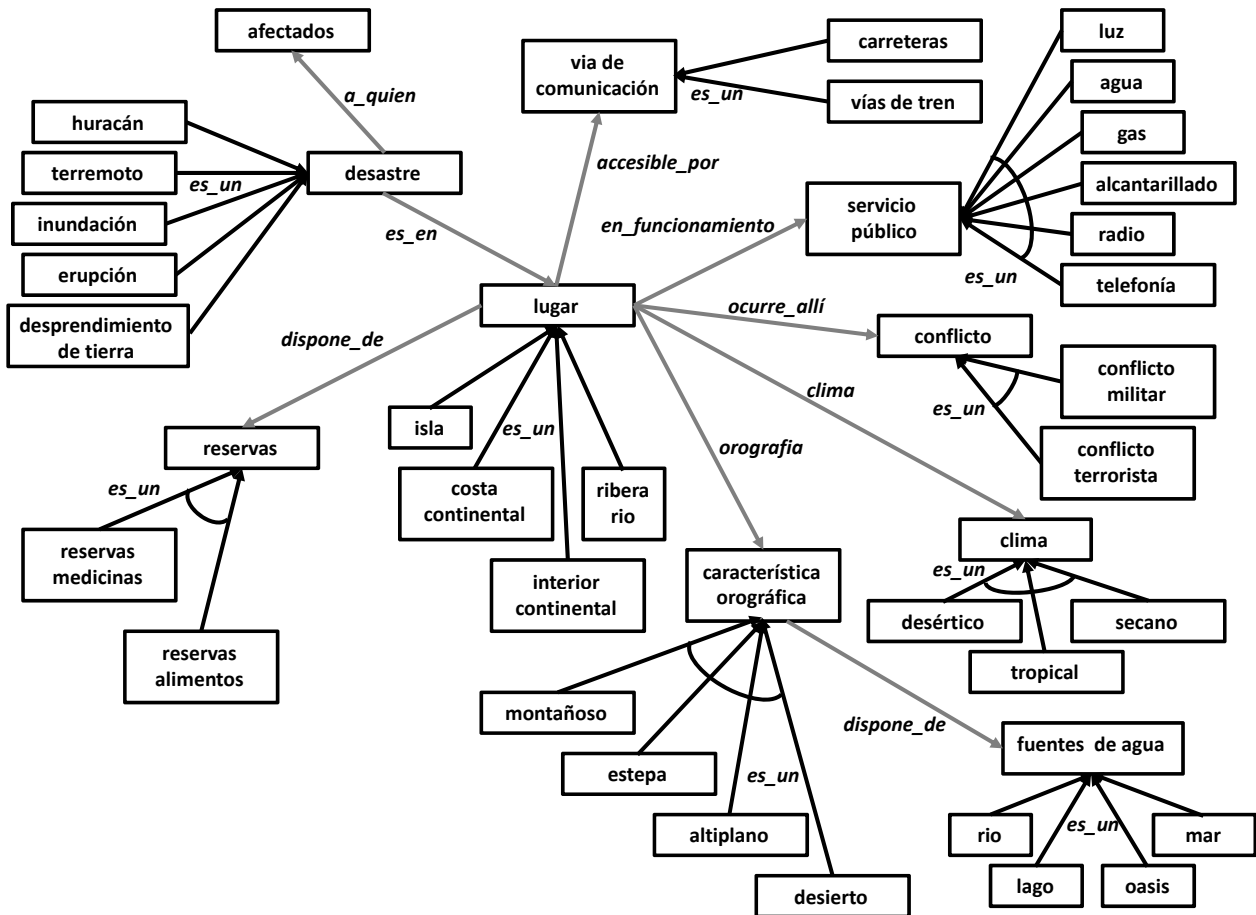 afectados
via de
comunicación
carreteras
vías de tren
es_un
luz
agua
gas
alcantarillado
radio
telefonía
es_un
a_quien
huracán
terremoto
inundación
erupción
desprendimiento
de tierra
es_un
desastre
accesible_por
es_en
en_funcionamiento
servicio
público
lugar
ocurre_allí
conflicto
conflicto
militar
es_un
conflicto
terrorista
dispone_de
clima
orografia
reservas
es_un
reservas
medicinas
reservas
alimentos
isla
es_un
costa
continental
ribera
rio
interior
continental
característica
orográfica
clima
es_un
desértico
secano
tropical
montañoso
estepa
es_un
altiplano
desierto
dispone_de
fuentes de agua
rio
es_un
mar
lago
oasis